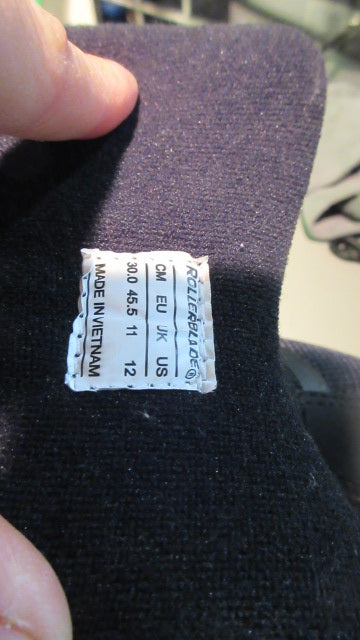 ROLLERBLADE®
CM EU UK US
30.0 45.5 11 12
MADE IN VIETNAM